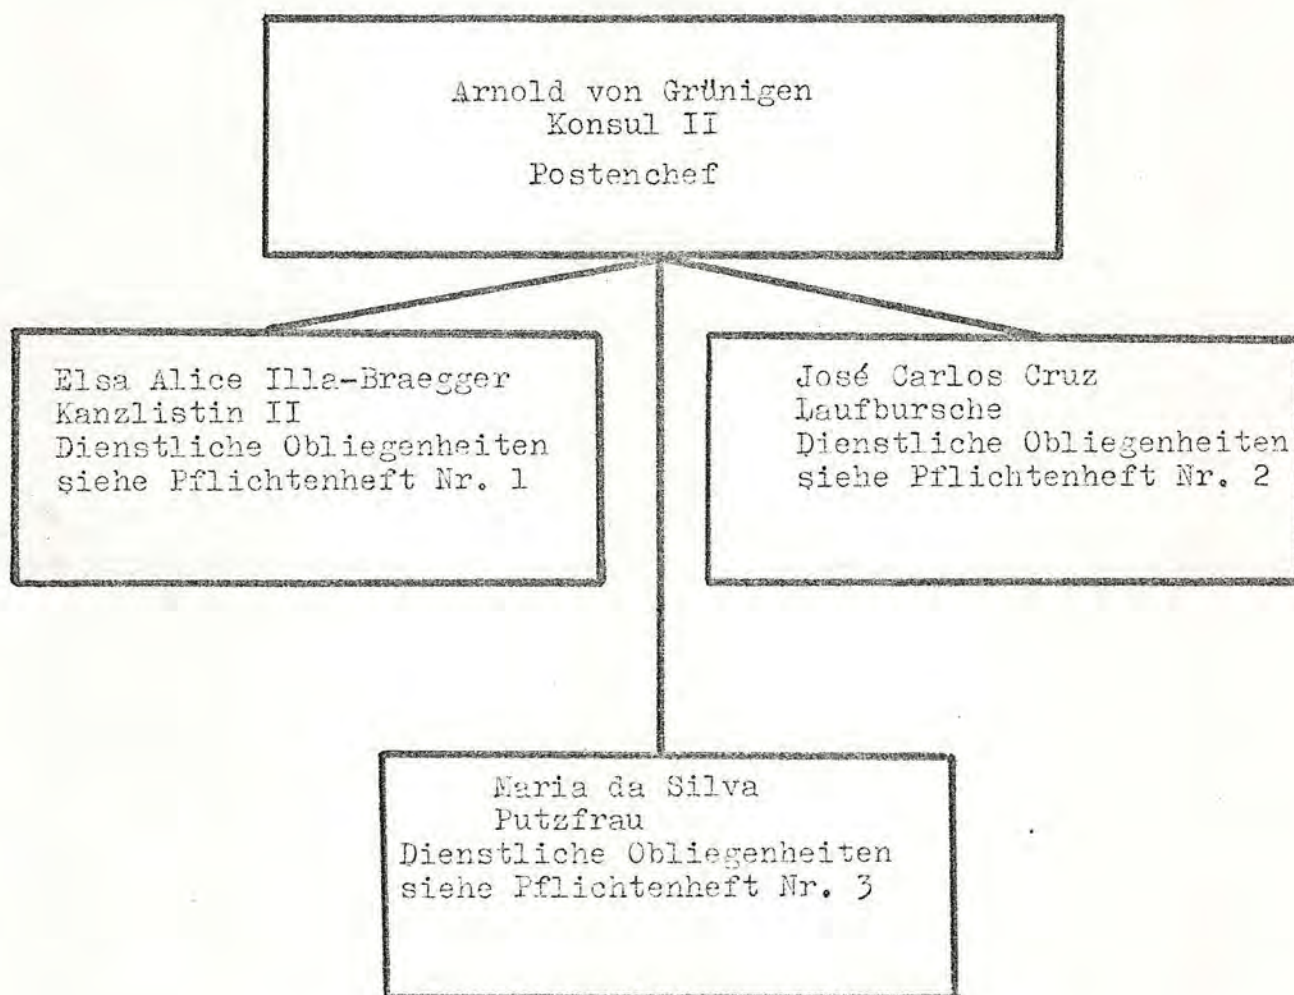 Arnold von Grünigen
Konsul II
Postenchef
Elsa Alice Illa-Braegger
Kanzlistin II
Dienstliche Obliegenheiten
siehe Pflichtenheft Nr. 1
José Carlos Cruz
Laufbursche
Dienstliche Obliegenheiten
siehe Pflichtenheft Nr. 2
Maria da Silva
Putzfrau
Dienstliche Obliegenheiten
siehe Pflichtenheft Nr. 3